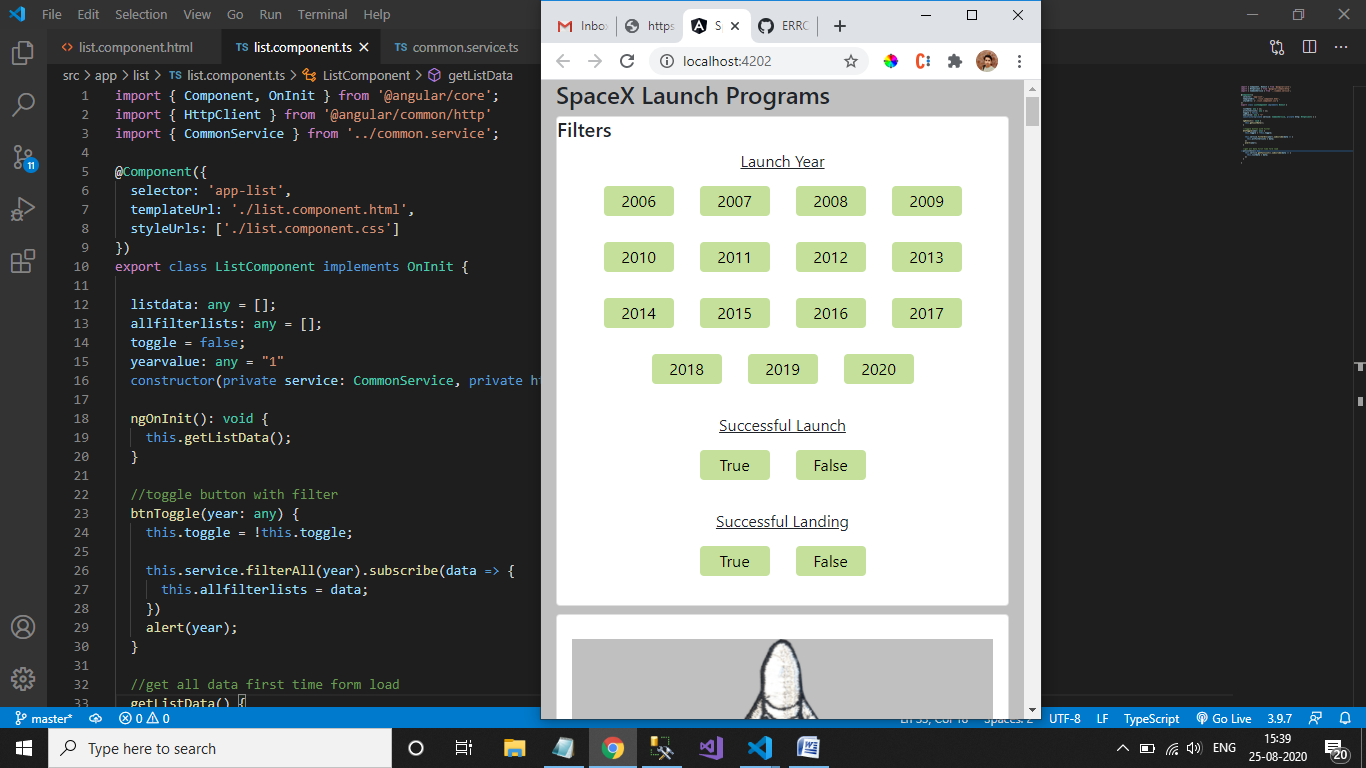 File Edit Selection View Go Run Terminal Help
list.component.html
TS list.component.ts
TS common.service.ts
src > app > list > TS list.component.ts > ListComponent > getListData
1 import { Component, OnInit } from '@angular/core';
2 import { HttpClient } from '@angular/common/http'
3 import { CommonService } from '../common.service';
4
5 @Component({
6 selector: 'app-list',
7 templateUrl: './list.component.html',
8 styleUrls: ['./list.component.css']
9 })
10 export class ListComponent implements OnInit {
11
12 listdata: any = [];
13 allfilterlists: any = [];
14 toggle = false;
15 yearvalue: any = "1"
16 constructor(private service: CommonService, private
17
18 ngOnInit(): void {
19 this.getListData();
20 }
21
22 //toggle button with filter
23 btnToggle(year: any) {
24 this.toggle = !this.toggle;
25
26 this.service.filterAll(year).subscribe(data => {
27 this.allfilterlists = data;
28 })
29 alert(year);
30 }
31
32 //get all data first time form load
33 getListData() {
11
Inbo
https
S
ERRC
localhost:4202
SpaceX Launch Programs
Filters
Launch Year
2006 2007 2008 2009
2010 2011 2012 2013
2014 2015 2016 2017
2018 2019 2020
Successful Launch
True False
Successful Landing
True False
master* 0 0
UTF-8 LF TypeScript Go Live 3.9.7
Type here to search
ENG
15:39
25-08-2020
20